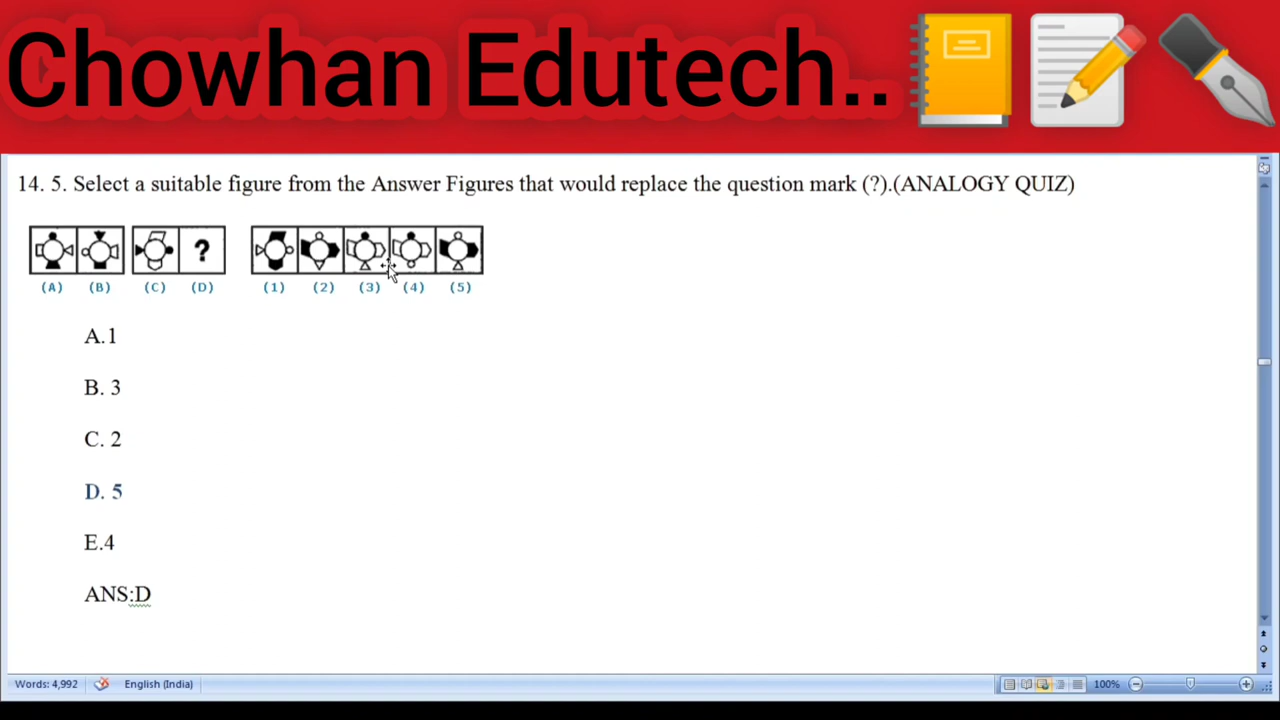 Chowhan Edutech..
14. 5. Select a suitable figure from the Answer Figures that would replace the question mark (?).(ANALOGY QUIZ)
?
(A) (B) (C) (D) (1) (2) (3) (4) (5)
A.1
B. 3
C. 2
D. 5
E.4
ANS:D
Words: 4,992 English (India) 100%